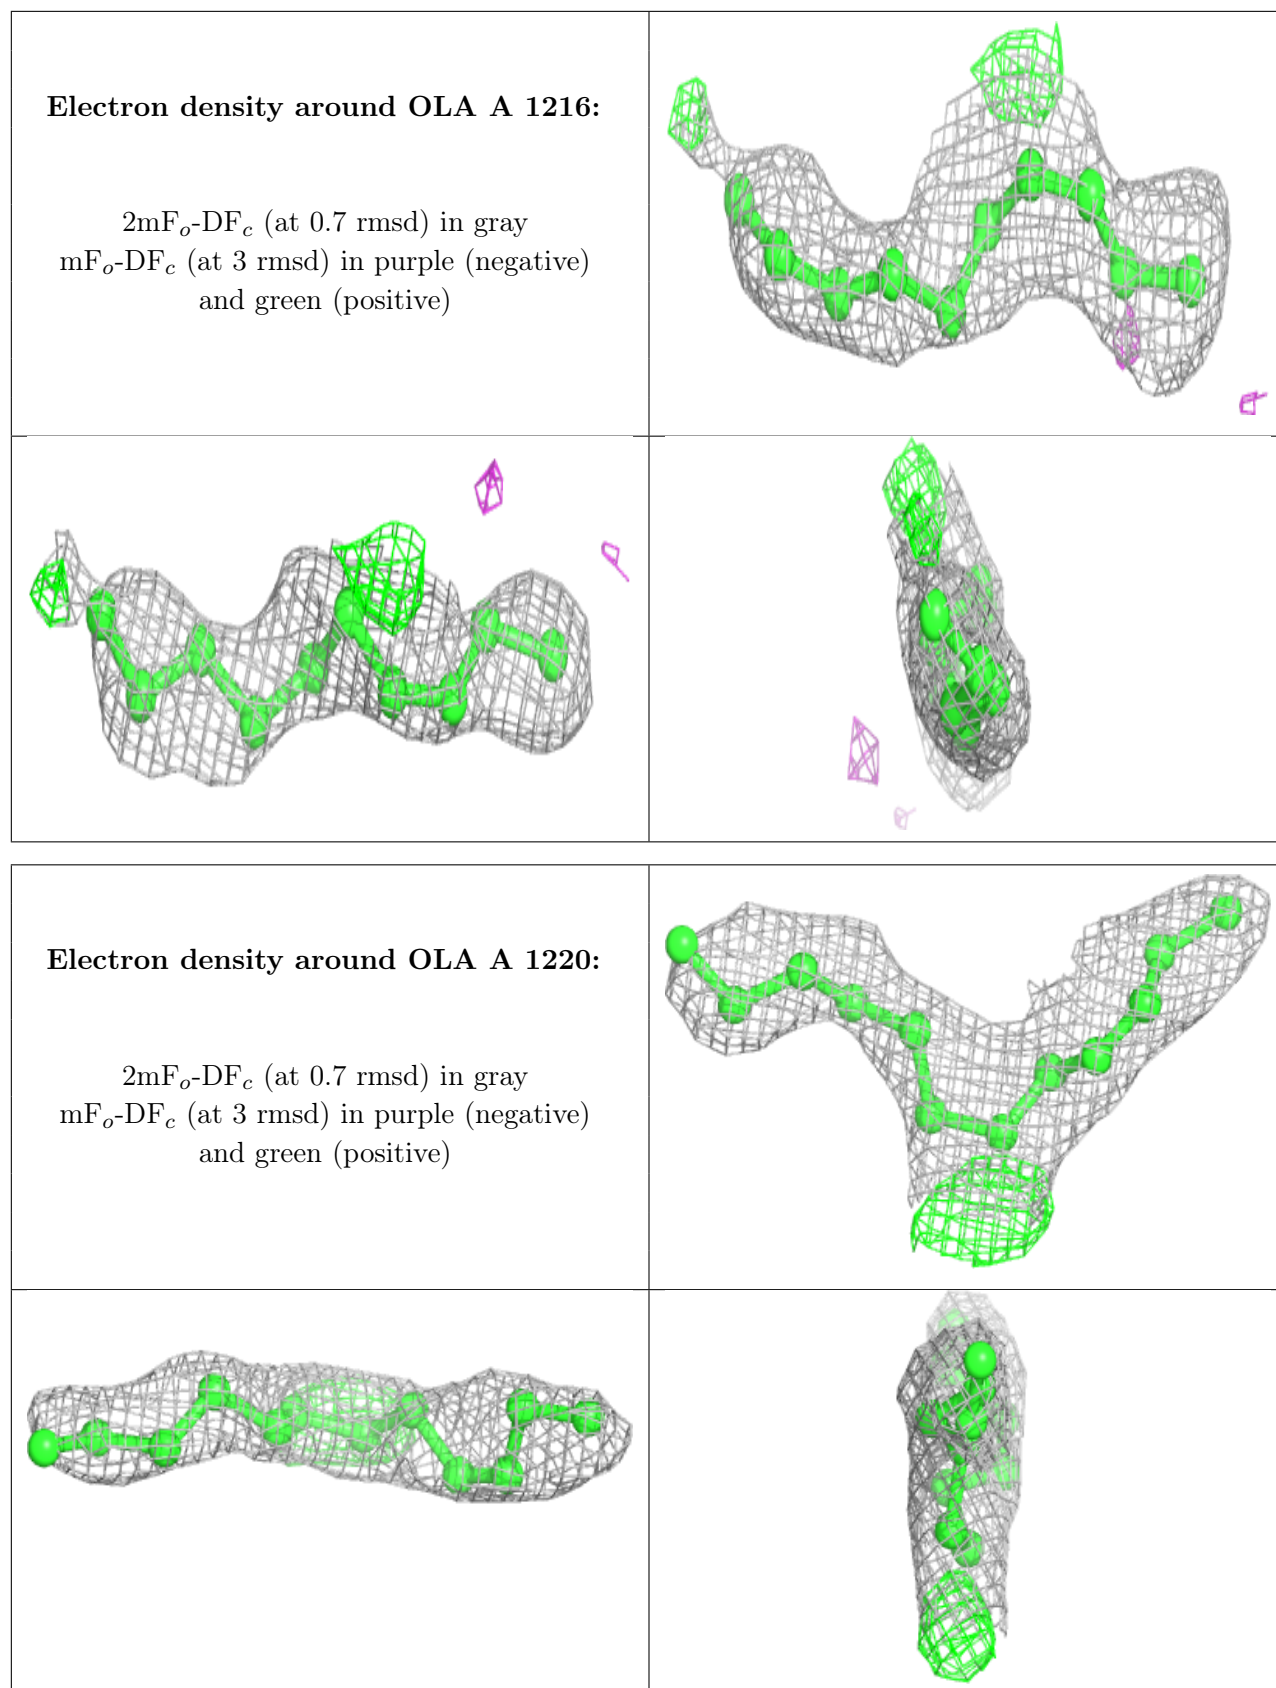 Electron density around OLA A 1216:
2mFo-DFc (at 0.7 rmsd) in gray
mFo-DFc (at 3 rmsd) in purple (negative)
and green (positive)
Electron density around OLA A 1220:
2mFo-DFc (at 0.7 rmsd) in gray
mFo-DFc (at 3 rmsd) in purple (negative)
and green (positive)